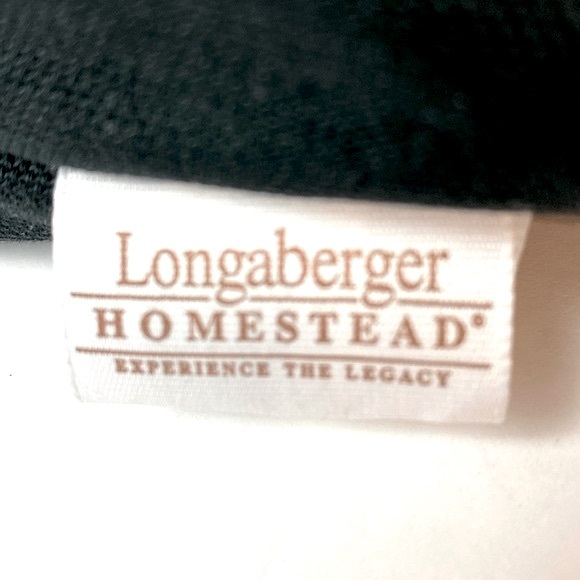 Longaberger
HOMESTEAD®
EXPERIENCE THE LEGACY